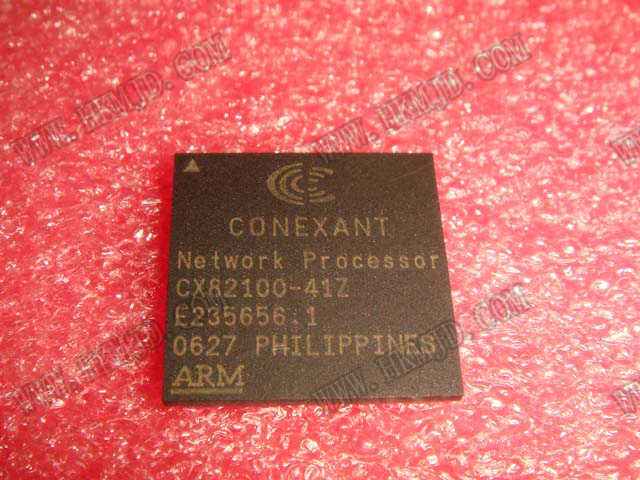 WWW.HKMJD.COM
WWW.HKMJD.COM
CONEXANT
Network Processor
CX82100-41Z
E235656.1
0627 PHILIPPINES
ARM
WWW.HKMJD.COM
WWW.HKMJD.COM